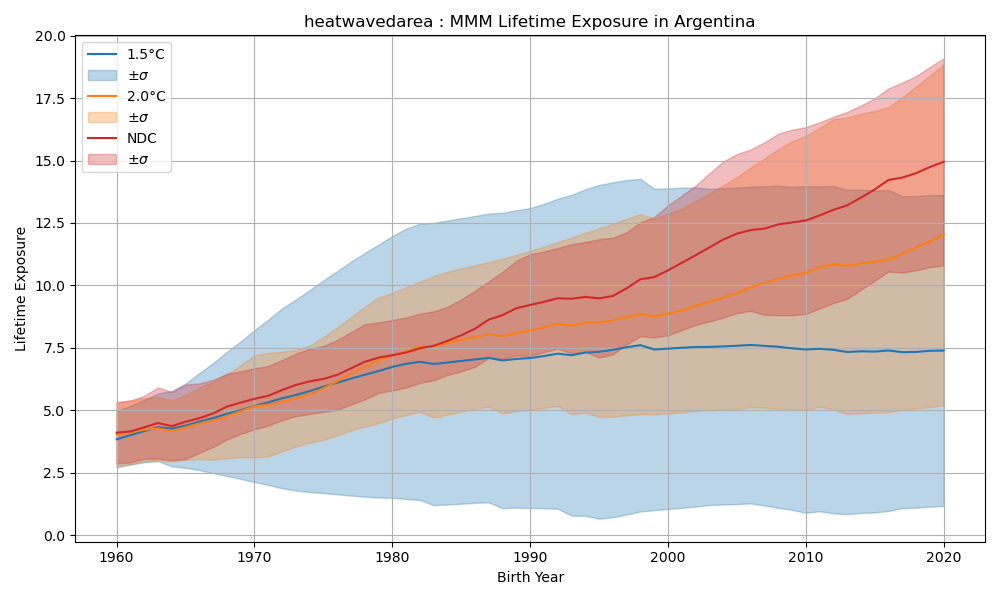 heatwavedarea : MMM Lifetime Exposure in Argentina
20.0
17.5
15.0
12.5
10.0
7.5
5.0
2.5
0.0
Lifetime Exposure
1.5°C
±σ
2.0°C
±σ
NDC
±σ
1960 1970 1980 1990 2000 2010 2020
Birth Year